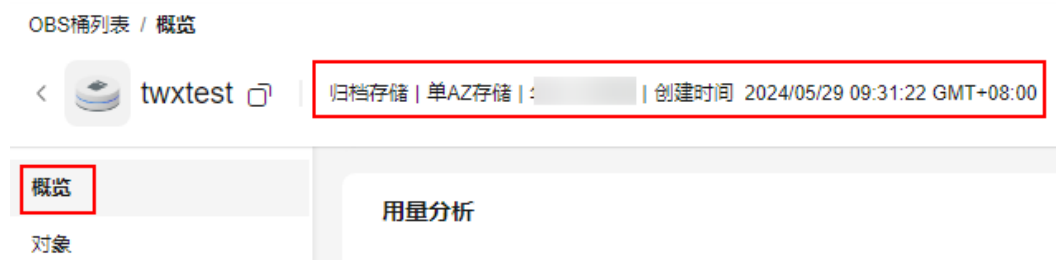 OBS桶列表 / 概览
twxtest
归档存储 | 单AZ存储 | | 创建时间 2024/05/29 09:31:22 GMT+08:00
概览
用量分析
对象